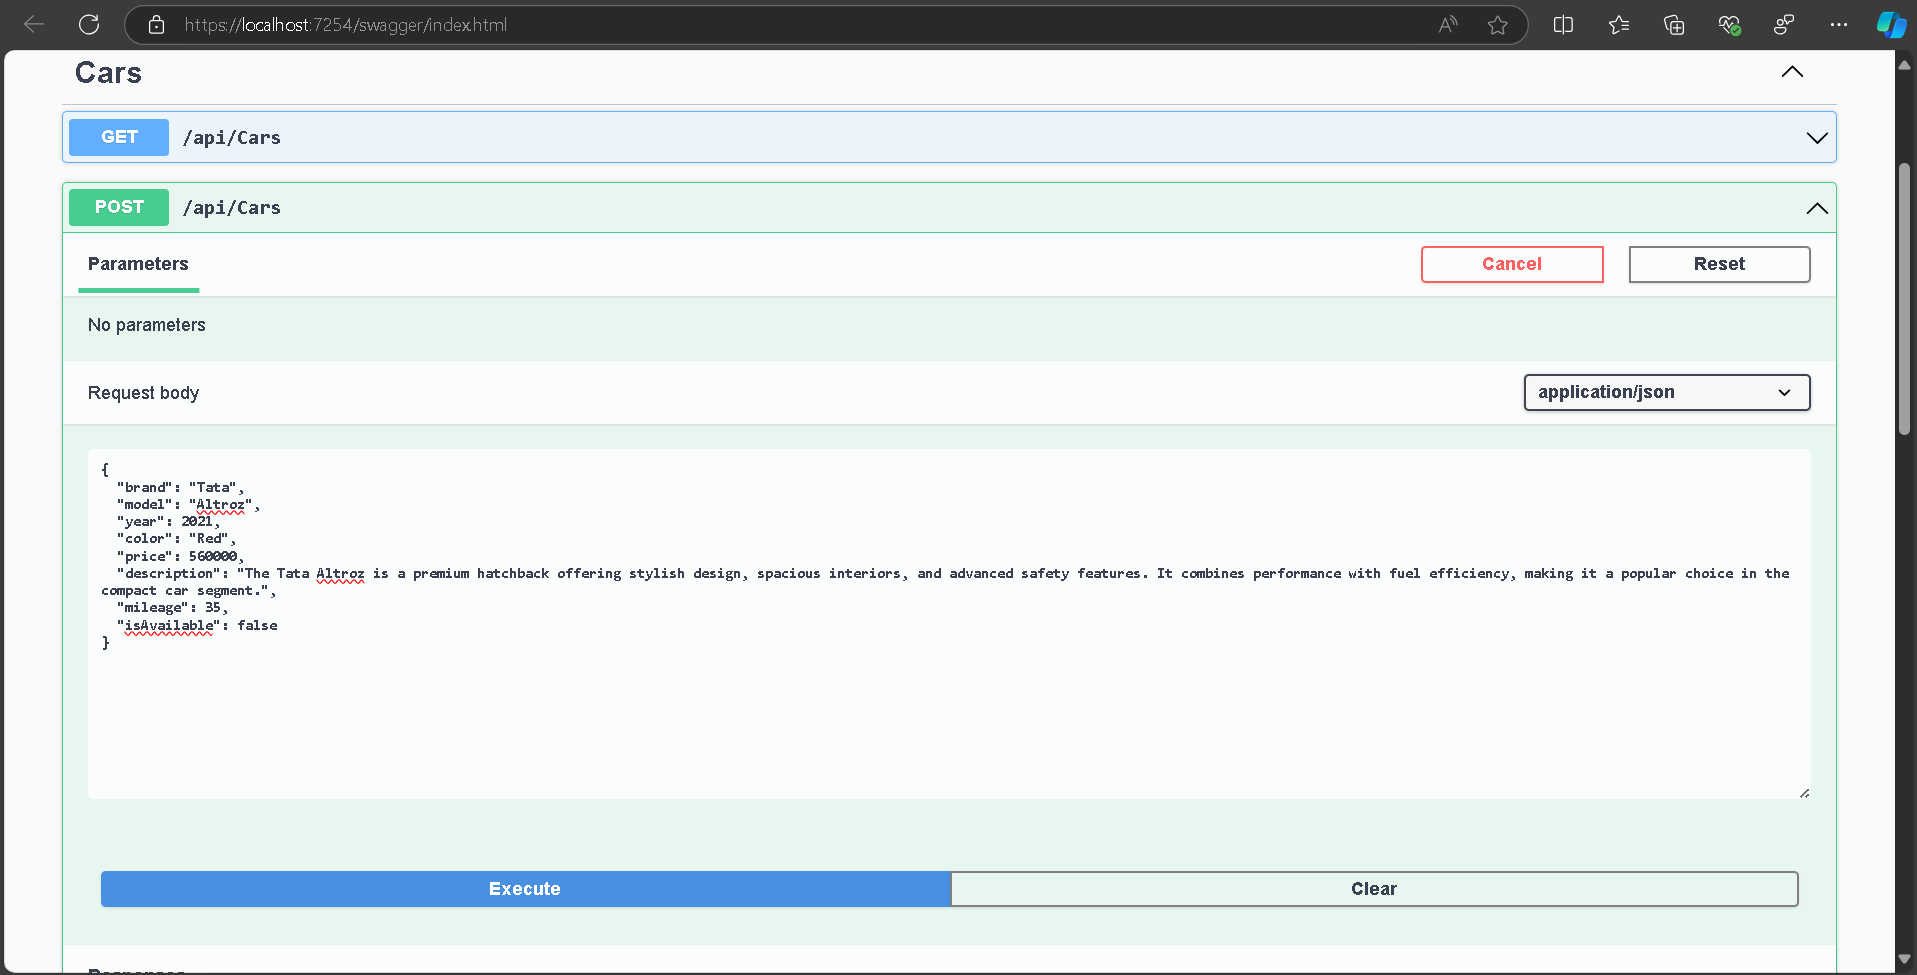 https://localhost:7254/swagger/index.html
Cars
GET /api/Cars
POST /api/Cars
Parameters
Cancel
Reset
No parameters
Request body
application/json
{
"brand": "Tata",
"model": "Altroz",
"year": 2021,
"color": "Red",
"price": 560000,
"description": "The Tata Altroz is a premium hatchback offering stylish design, spacious interiors, and advanced safety features. It combines performance with fuel efficiency, making it a popular choice in the
compact car segment.",
"mileage": 35,
"isAvailable": false
}
Execute
Clear